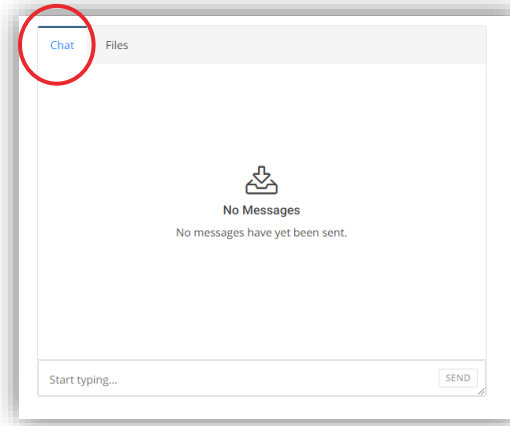 Chat Files
No Messages
No messages have yet been sent.
Start typing... SEND